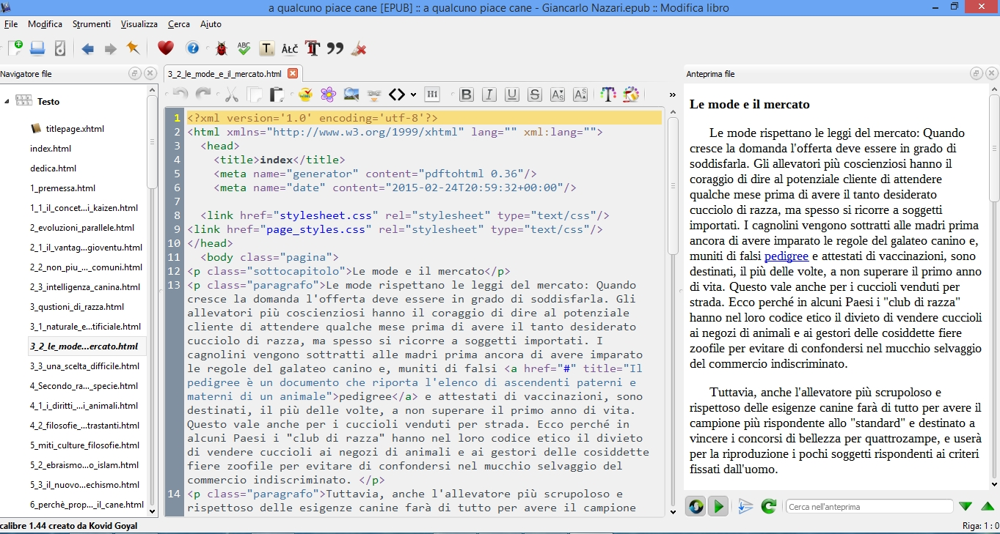 a qualcuno piace cane [EPUB] :: a qualcuno piace cane - Giancarlo Nazari.epub :: Modifica libro
File Modifica Strumenti Visualizza Cerca Aiuto
ABC T ÂŁĊ T
Navigatore file
Testo
titlepage.xhtml
index.html
dedica.html
1_premessa.html
1_1_il_concet...i_kaizen.html
2_evoluzioni_parallele.html
2_1_il_vantag...gioventu.html
2_2_non_piu_..._comuni.html
2_3_intelligenza_canina.html
3_qustioni_di_razza.html
3_1_naturale_e...tificiale.html
3_2_le_mode...ercato.html
3_3_una_scelta_difficile.html
4_Secondo_ra..._specie.html
4_1_i_diritti_...i_animali.html
4_2_filosofie_...trastanti.html
5_miti_culture_filosofie.html
5_2_ebraismo...o_islam.html
5_3_il_nuovo...echismo.html
6_perchè_prop..._il_cane.html
3_2_le_mode_e_il_mercato.html
H1 B I U S A A T
»
1 <?xml version='1.0' encoding='utf-8'?>
2 <html xmlns="http://www.w3.org/1999/xhtml" lang="" xml:lang="">
3 <head>
4 <title>index</title>
5 <meta name="generator" content="pdftohtml 0.36"/>
6 <meta name="date" content="2015-02-24T20:59:32+00:00"/>
7
8 <link href="stylesheet.css" rel="stylesheet" type="text/css"/>
9 <link href="page_styles.css" rel="stylesheet" type="text/css"/>
10 </head>
11 <body class="pagina">
12 <p class="sottocapitolo">Le mode e il mercato</p>
13 <p class="paragrafo">Le mode rispettano le leggi del mercato: Quando
cresce la domanda l'offerta deve essere in grado di soddisfarla. Gli
allevatori più coscienziosi hanno il coraggio di dire al potenziale
cliente di attendere qualche mese prima di avere il tanto desiderato
cucciolo di razza, ma spesso si ricorre a soggetti importati. I
cagnolini vengono sottratti alle madri prima ancora di avere imparato
le regole del galateo canino e, muniti di falsi <a href="#" title="Il
pedigree è un documento che riporta l'elenco di ascendenti paterni e
materni di un animale">pedigree</a> e attestati di vaccinazioni, sono
destinati, il più delle volte, a non superare il primo anno di vita.
Questo vale anche per i cuccioli venduti per strada. Ecco perché in
alcuni Paesi i "club di razza" hanno nel loro codice etico il divieto
di vendere cuccioli ai negozi di animali e ai gestori delle cosiddette
fiere zoofile per evitare di confondersi nel mucchio selvaggio del
commercio indiscriminato. </p>
14 <p class="paragrafo">Tuttavia, anche l'allevatore più scrupoloso e
rispettoso delle esigenze canine farà di tutto per avere il campione
Anteprima file
Le mode e il mercato
Le mode rispettano le leggi del mercato: Quando
cresce la domanda l'offerta deve essere in grado di
soddisfarla. Gli allevatori più coscienziosi hanno il
coraggio di dire al potenziale cliente di attendere
qualche mese prima di avere il tanto desiderato
cucciolo di razza, ma spesso si ricorre a soggetti
importati. I cagnolini vengono sottratti alle madri prima
ancora di avere imparato le regole del galateo canino e,
muniti di falsi pedigree e attestati di vaccinazioni, sono
destinati, il più delle volte, a non superare il primo anno
di vita. Questo vale anche per i cuccioli venduti per
strada. Ecco perché in alcuni Paesi i "club di razza"
hanno nel loro codice etico il divieto di vendere cuccioli
ai negozi di animali e ai gestori delle cosiddette fiere
zoofile per evitare di confondersi nel mucchio selvaggio
del commercio indiscriminato.
Tuttavia, anche l'allevatore più scrupoloso e
rispettoso delle esigenze canine farà di tutto per avere il
campione più rispondente allo "standard" e destinato a
vincere i concorsi di bellezza per quattrozampe, e userà
per la riproduzione i pochi soggetti rispondenti ai criteri
fissati dall'uomo.
Cerca nell'anteprima
calibre 1.44 creato da Kovid Goyal
Riga: 1 : 0